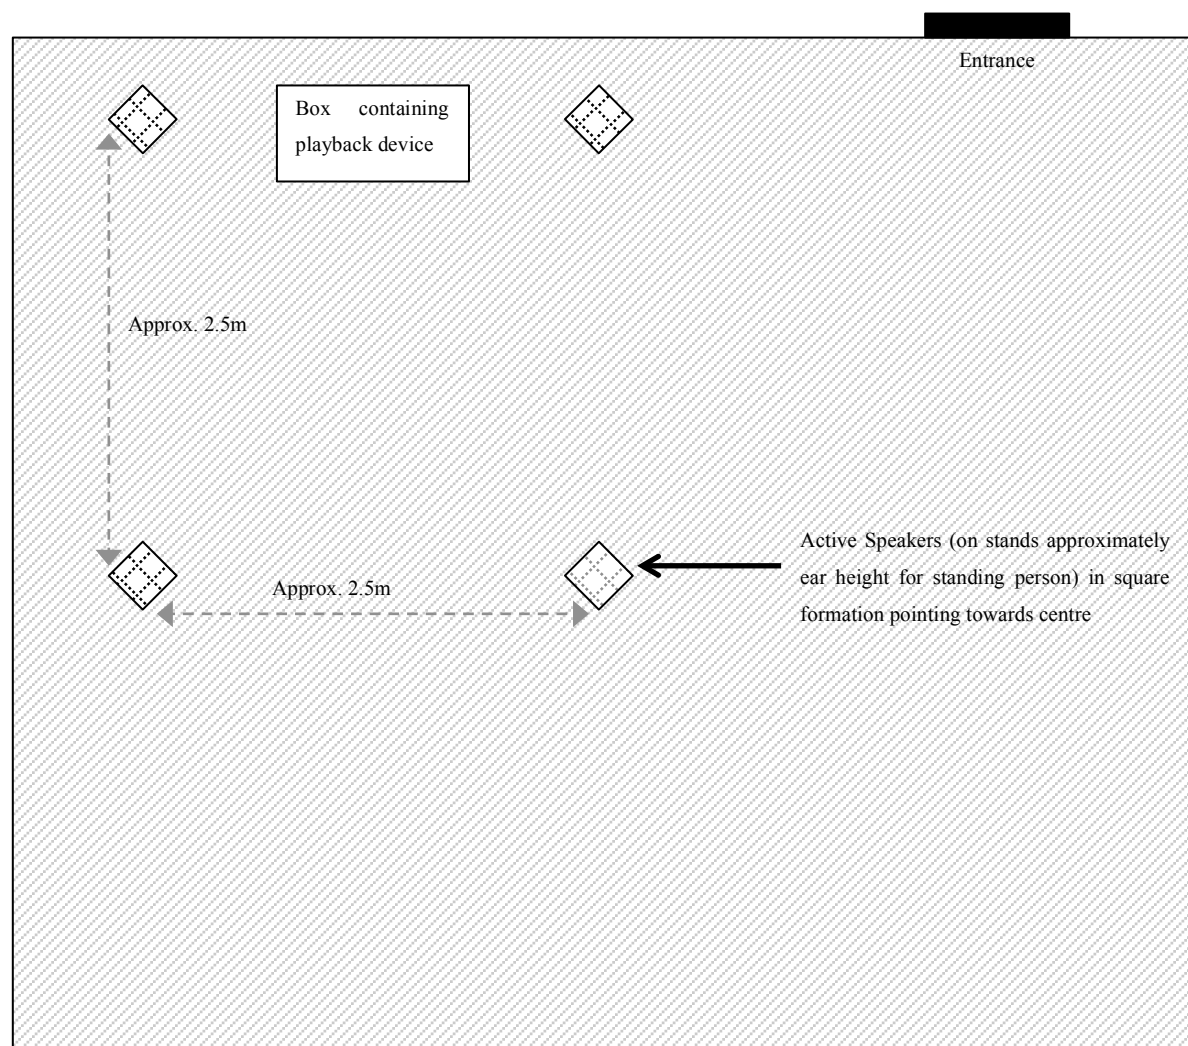 Entrance
Box containing
playback device
Approx. 2.5m
Active Speakers (on stands approximately
ear height for standing person) in square
formation pointing towards centre
Approx. 2.5m